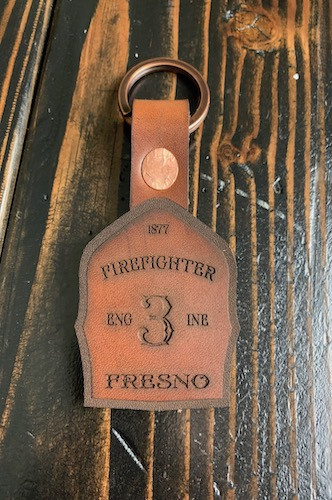 1877
FIREFIGHTER
ENG 3 INE
FRESNO